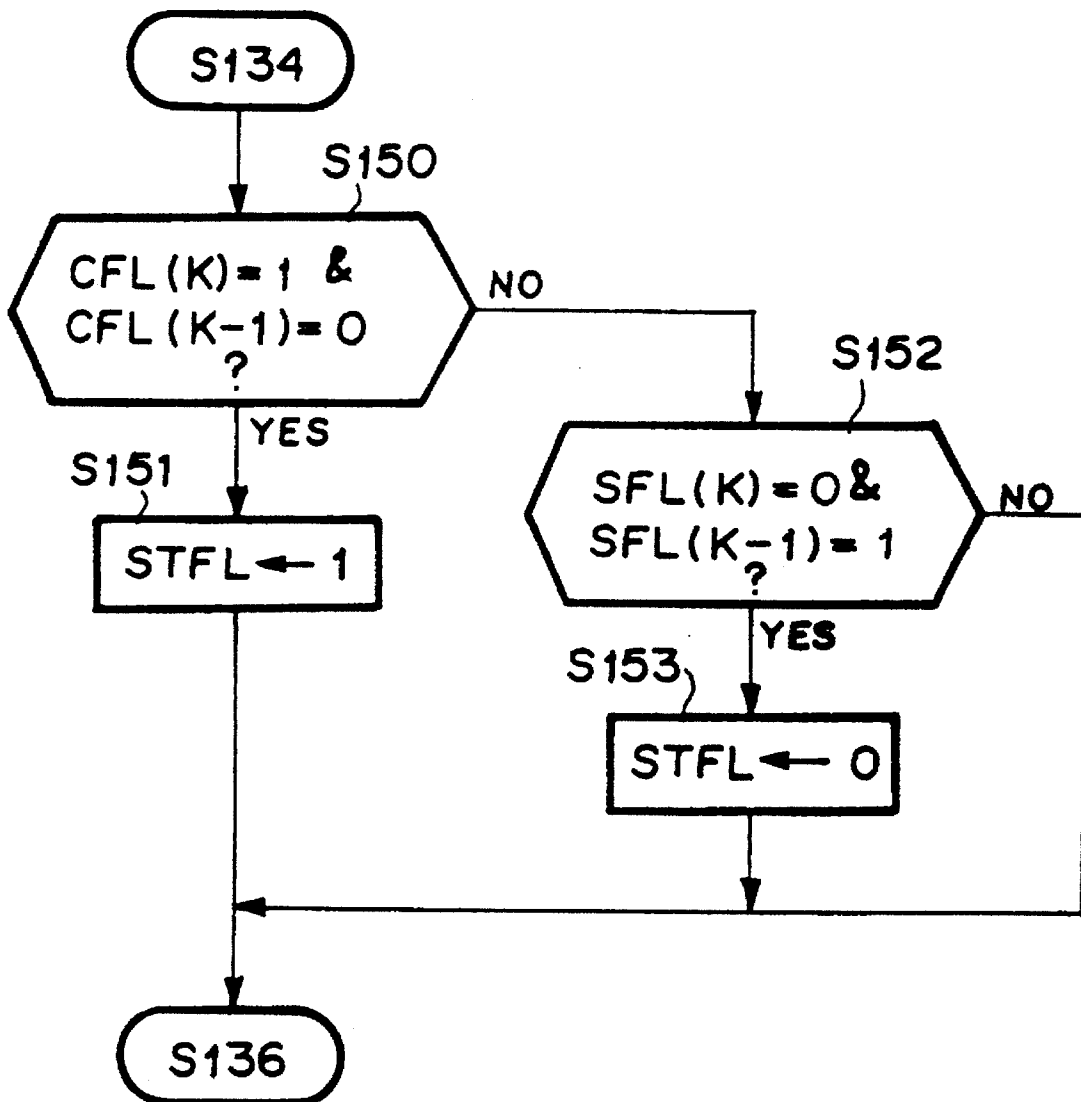 S134
S150
CFL(K)=1 &
CFL(K-1)=0
?
NO
YES
S152
SFL(K)=0 &
SFL(K-1)=1
?
NO
YES
S151
STFL ← 1
S153
STFL ← 0
S136